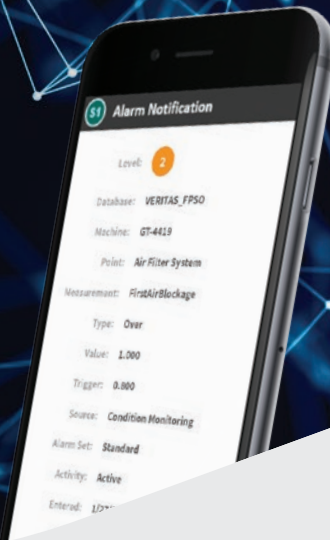 S1 Alarm Notification
Level: 2
Database: VERITAS_FPSO
Machine: GT-4419
Point: Air Filter System
Measurement: FirstAirBlockage
Type: Over
Value: 1.000
Trigger: 0.800
Source: Condition Monitoring
Alarm Set: Standard
Activity: Active
Entered: